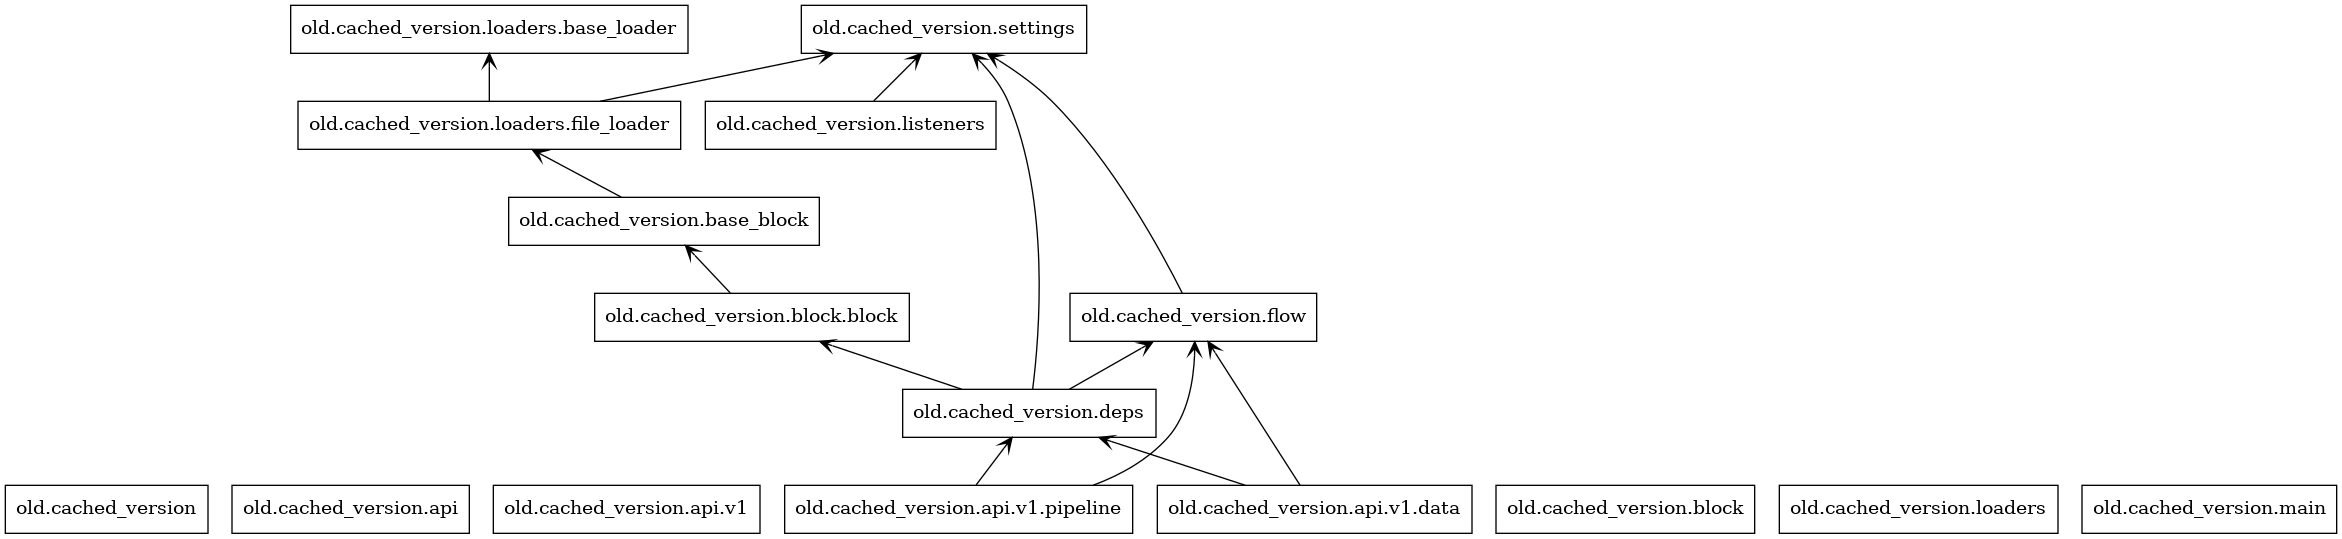 old.cached_version.loaders.base_loader
old.cached_version.settings
old.cached_version.loaders.file_loader
old.cached_version.listeners
old.cached_version.base_block
old.cached_version.block.block
old.cached_version.flow
old.cached_version.deps
old.cached_version
old.cached_version.api
old.cached_version.api.v1
old.cached_version.api.v1.pipeline
old.cached_version.api.v1.data
old.cached_version.block
old.cached_version.loaders
old.cached_version.main